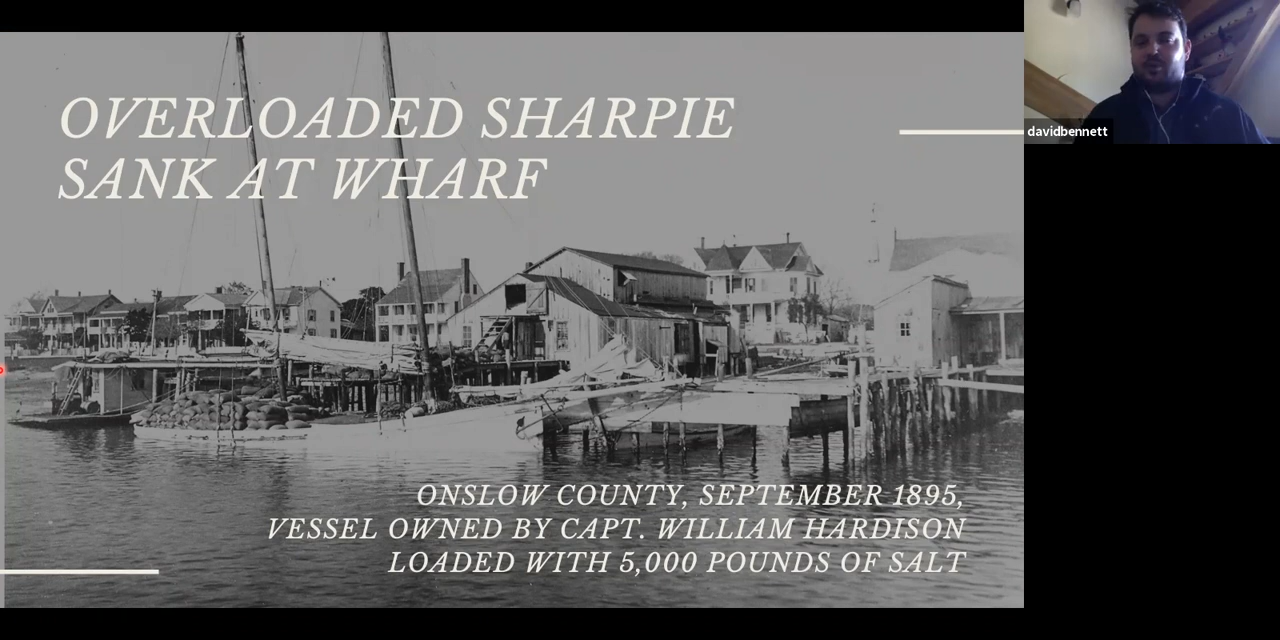 OVERLOADED SHARPIE
SANK AT WHARF
ONSLOW COUNTY, SEPTEMBER 1895,
VESSEL OWNED BY CAPT. WILLIAM HARDISON
LOADED WITH 5,000 POUNDS OF SALT
davidbennett